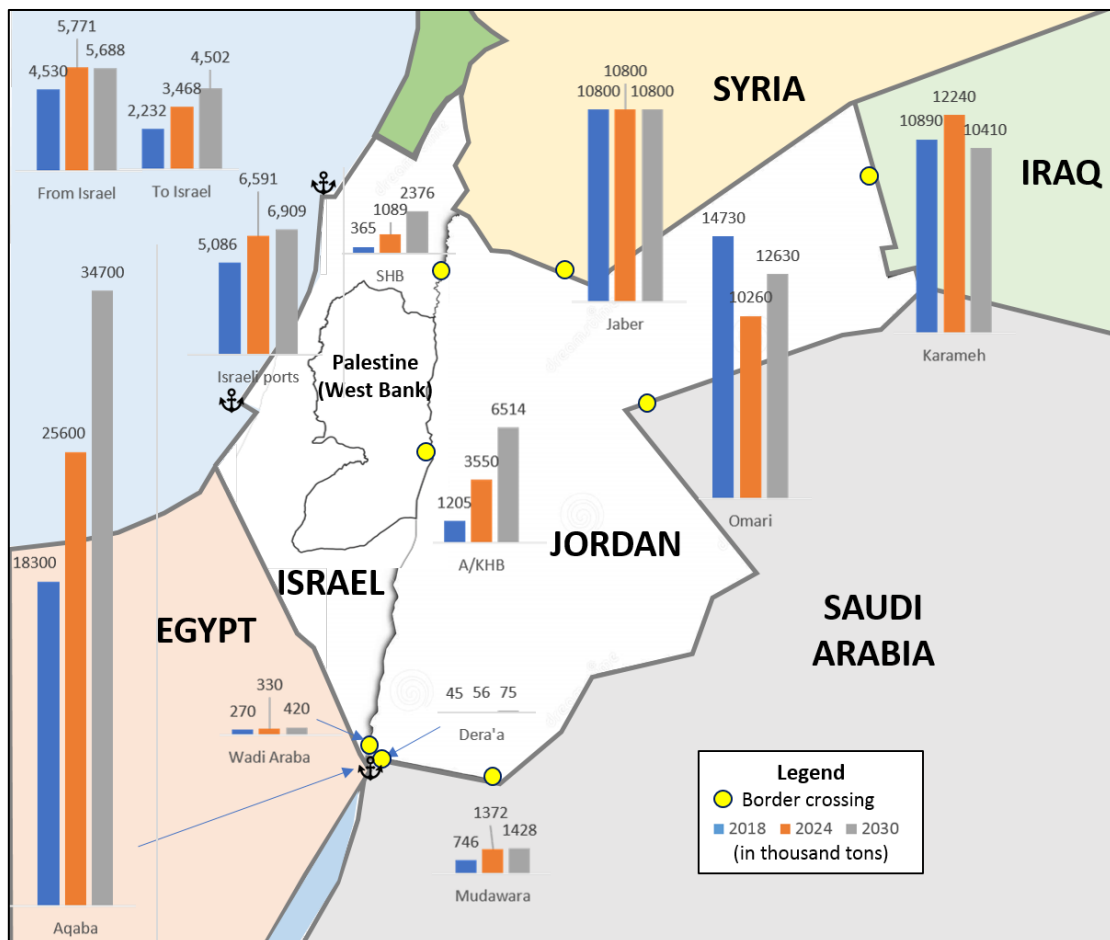 5,771
4,530
5,688
From Israel
4,502
3,468
2,232
To Israel
6,591
5,086
6,909
Israeli ports
2376
1089
365
SHB
SYRIA
10800
10800
10800
Jaber
12240
10890
10410
Karameh
IRAQ
14730
12630
10260
Omari
34700
25600
18300
Aqaba
Palestine
(West Bank)
6514
3550
1205
A/KHB
JORDAN
ISRAEL
EGYPT
SAUDI
ARABIA
330
270
420
Wadi Araba
45 56 75
Dera'a
1372
746
1428
Mudawara
Legend
Border crossing
2018 2024 2030
(in thousand tons)